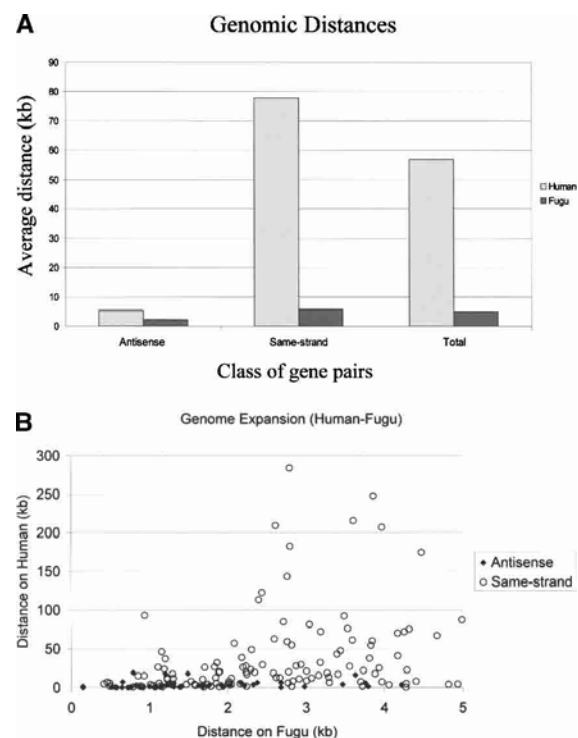 A
Genomic Distances
Average distance (kb)
90
80
70
60
50
40
30
20
10
0
Human
Fugu
Antisense Same-strand Total
Class of gene pairs
B
Genome Expansion (Human-Fugu)
Distance on Human (kb)
300
250
200
150
100
50
0
Antisense
Same-strand
0 1 2 3 4 5
Distance on Fugu (kb)